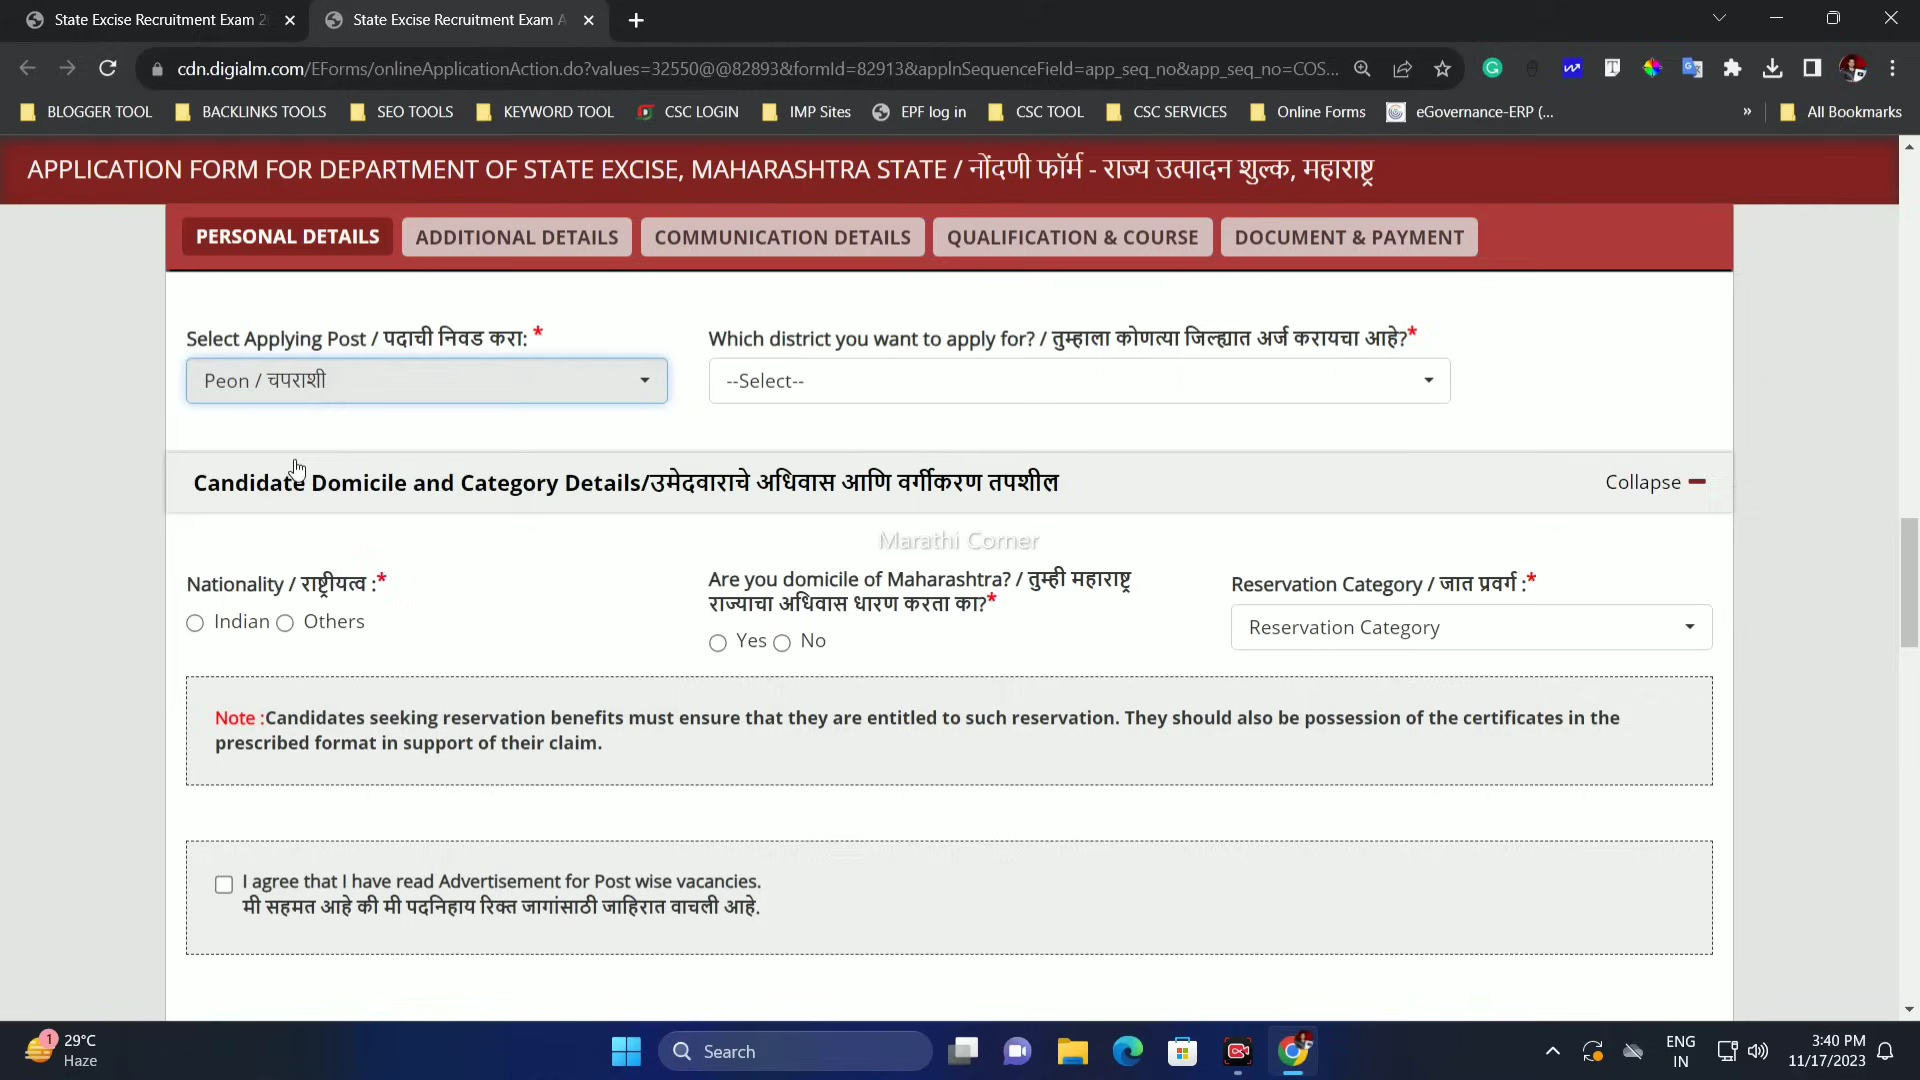 State Excise Recruitment Exam 2
State Excise Recruitment Exam A
cdn.digialm.com/EForms/onlineApplicationAction.do?values=32550@@82893&formId=82913&applnSequenceField=app_seq_no&app_seq_no=COS...
BLOGGER TOOL BACKLINKS TOOLS SEO TOOLS KEYWORD TOOL CSC LOGIN IMP Sites EPF log in CSC TOOL CSC SERVICES Online Forms eGovernance-ERP (... » All Bookmarks
APPLICATION FORM FOR DEPARTMENT OF STATE EXCISE, MAHARASHTRA STATE / नोंदणी फॉर्म - राज्य उत्पादन शुल्क, महाराष्ट्र
PERSONAL DETAILS ADDITIONAL DETAILS COMMUNICATION DETAILS QUALIFICATION & COURSE DOCUMENT & PAYMENT
Select Applying Post / पदाची निवड करा: *
Which district you want to apply for? / तुम्हाला कोणत्या जिल्ह्यात अर्ज करायचा आहे?*
Peon / चपराशी
--Select--
Candidate Domicile and Category Details/उमेदवाराचे अधिवास आणि वर्गीकरण तपशील
Collapse
Marathi Corner
Nationality / राष्ट्रीयत्व :*
Indian Others
Are you domicile of Maharashtra? / तुम्ही महाराष्ट्र
राज्याचा अधिवास धारण करता का?*
Yes No
Reservation Category / जात प्रवर्ग :*
Reservation Category
Note :Candidates seeking reservation benefits must ensure that they are entitled to such reservation. They should also be possession of the certificates in the
prescribed format in support of their claim.
I agree that I have read Advertisement for Post wise vacancies.
मी सहमत आहे की मी पदनिहाय रिक्त जागांसाठी जाहिरात वाचली आहे.
1
29°C
Haze
Search
ENG
IN
3:40 PM
11/17/2023